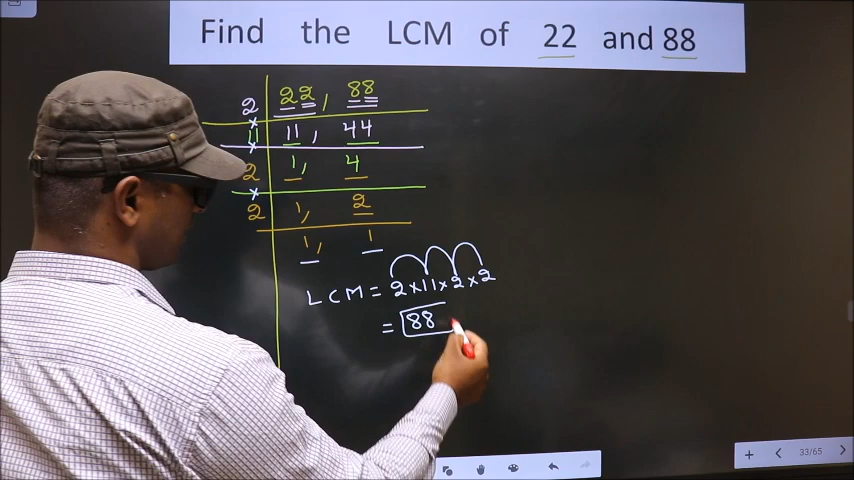 Find the LCM of 22 and 88
2 22, 88
11 11, 44
2 1, 4
2 1, 2
1, 1
LCM = 2 × 11 × 2 × 2
= 88
33/65